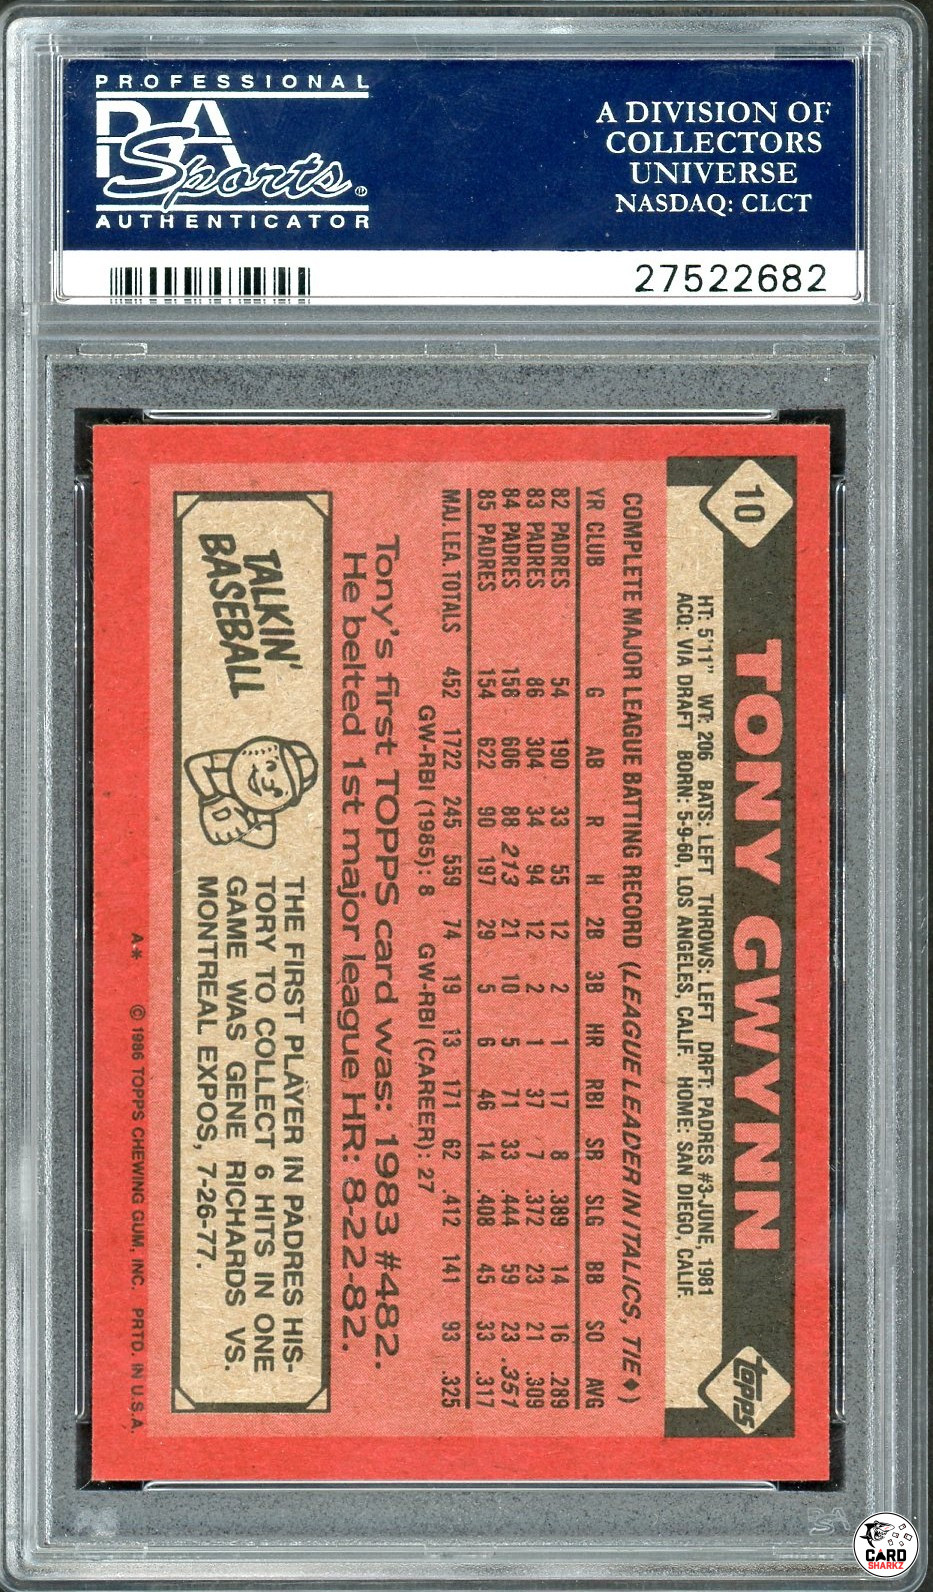 PROFESSIONAL
PSA
Sports®
AUTHENTICATOR
A DIVISION OF
COLLECTORS
UNIVERSE
NASDAQ: CLCT
27522682
10
TONY GWYNN
topps
HT: 5'11" WT: 206 BATS: LEFT THROWS: LEFT DRFT: PADRES #3-JUNE, 1981
ACQ: VIA DRAFT BORN: 5-9-60, LOS ANGELES, CALIF. HOME: SAN DIEGO, CALIF.
COMPLETE MAJOR LEAGUE BATTING RECORD (LEAGUE LEADER IN ITALICS, TIE♦)
YR CLUB G AB R H 2B 3B HR RBI SR SLG BB SO AVG
82 PADRES 54 190 33 55 12 2 1 17 8 .389 14 16 .289
83 PADRES 86 304 34 94 12 2 1 37 7 .372 23 21 .309
84 PADRES 158 606 88 213 21 10 5 71 33 .444 59 23 .351
85 PADRES 154 622 90 197 29 5 6 46 14 .408 45 33 .317
MAJ. LEA. TOTALS 452 1722 245 559 74 19 13 171 62 .412 141 93 .325
GW-RBI (1985): 8 GW-RBI (CAREER): 27
Tony's first TOPPS card was: 1983 #482.
He belted 1st major league HR: 8-22-82.
TALKIN'
BASEBALL
THE FIRST PLAYER IN PADRES HIS-
TORY TO COLLECT 6 HITS IN ONE
GAME WAS GENE RICHARDS VS.
MONTREAL EXPOS, 7-26-77.
A* © 1986 TOPPS CHEWING GUM, INC. PRTD. IN U.S.A.
PSA
CARD
SHARKZ